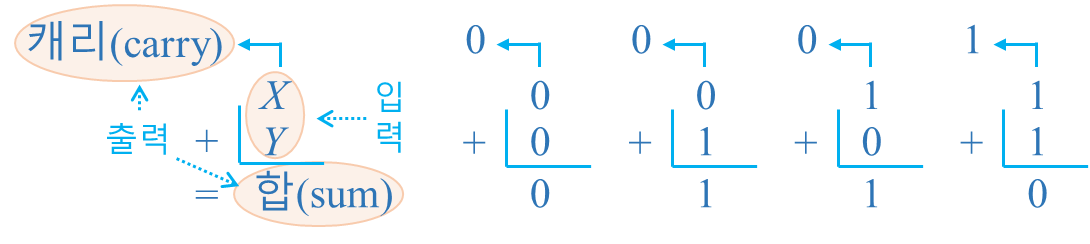 캐리(carry) 0 0 0 1
X 입력 0 0 1 1
출력 + Y + 0 + 1 + 0 + 1
= 합(sum) 0 1 1 0